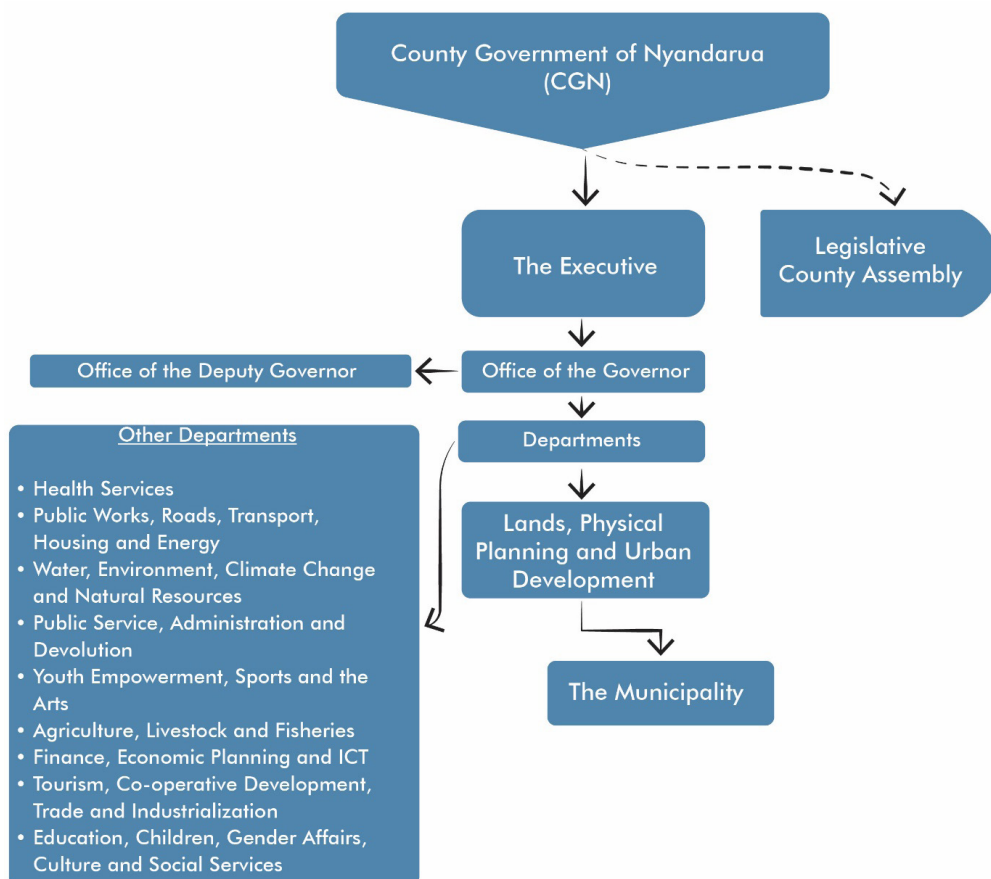 County Government of Nyandarua
(CGN)
The Executive
Legislative
County Assembly
Office of the Deputy Governor
Office of the Governor
Departments
Other Departments
• Health Services
• Public Works, Roads, Transport,
Housing and Energy
• Water, Environment, Climate Change
and Natural Resources
• Public Service, Administration and
Devolution
• Youth Empowerment, Sports and the
Arts
• Agriculture, Livestock and Fisheries
• Finance, Economic Planning and ICT
• Tourism, Co-operative Development,
Trade and Industrialization
• Education, Children, Gender Affairs,
Culture and Social Services
Lands, Physical
Planning and Urban
Development
The Municipality